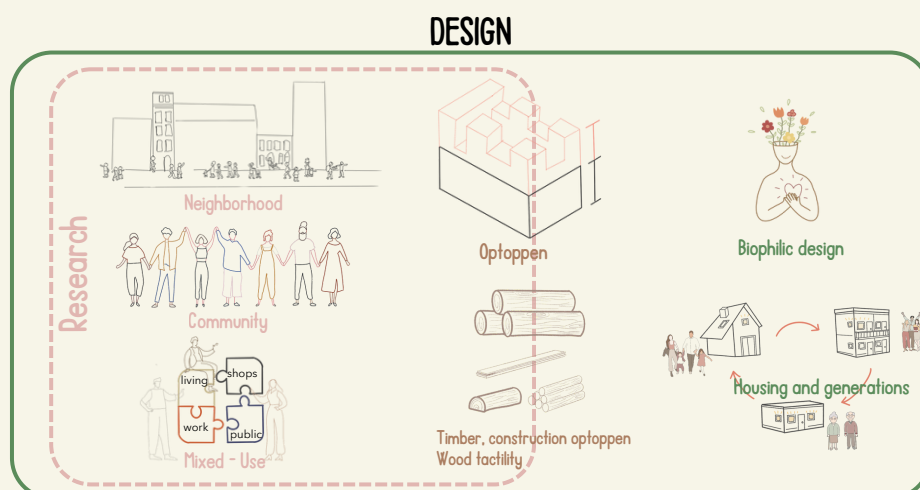 DESIGN
Research
Neighborhood
Community
living
shops
work
public
Mixed - Use
Optoppen
Timber, construction optoppen
Wood tactility
Biophilic design
Housing and generations